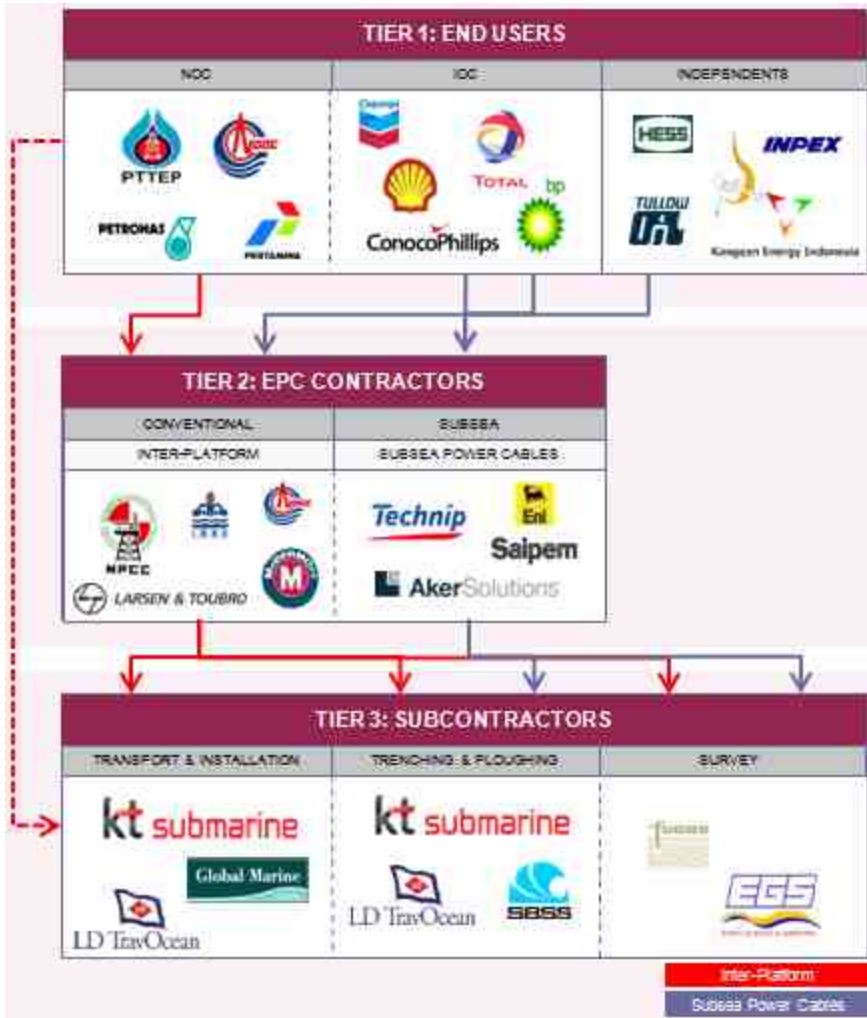 TIER 1: END USERS
NOC IOC INDEPENDENTS
PTTEP
Chevron
TOTAL
bp
ConocoPhillips
PETRONAS
PERTAMINA
HESS
INPEX
TULLOW
OIL
Kangean Energy Indonesia
TIER 2: EPC CONTRACTORS
CONVENTIONAL SUBSEA
INTER-PLATFORM SUBSEA POWER CABLES
NPCC
LARSEN & TOUBRO
M
Technip
Eni
Saipem
AkerSolutions
TIER 3: SUBCONTRACTORS
TRANSPORT & INSTALLATION TRENCHING & PLOUGHING SURVEY
kt submarine
Global Marine
LD TravOcean
kt submarine
LD TravOcean
SBSS
EGS
Inter-Platform
Subsea Power Cables